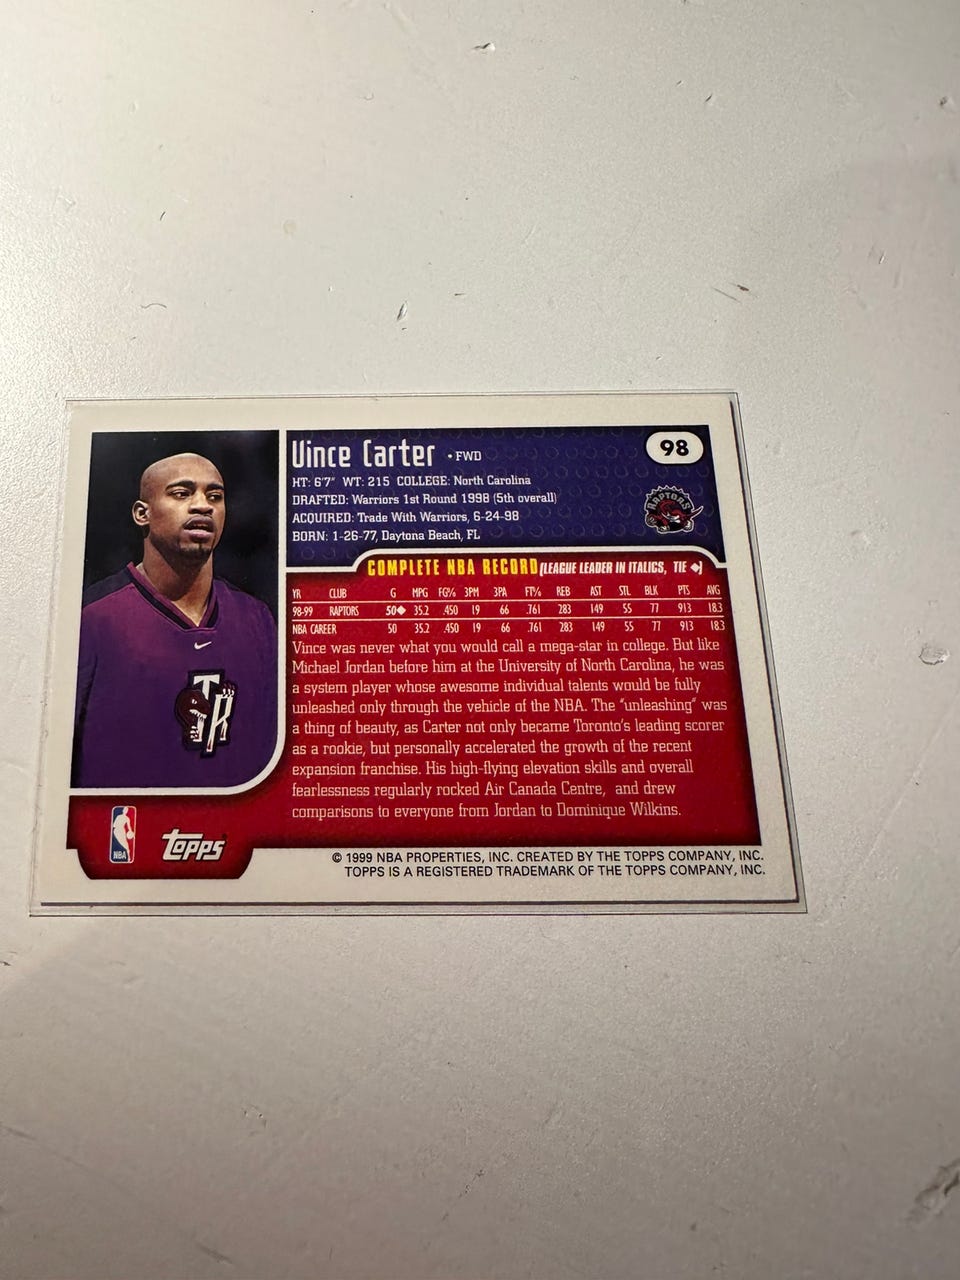 Vince Carter • FWD
98
HT: 6'7" WT: 215 COLLEGE: North Carolina
DRAFTED: Warriors 1st Round 1998 (5th overall)
ACQUIRED: Trade With Warriors, 6-24-98
BORN: 1-26-77, Daytona Beach, FL
RAPTORS
COMPLETE NBA RECORD (LEAGUE LEADER IN ITALICS, TIE ◆)
YR CLUB G MPG FG% 3PM 3PA FT% REB AST STL BLK PTS AVG
98-99 RAPTORS 50◆ 35.2 .450 19 66 .761 283 149 55 77 913 18.3
NBA CAREER 50 35.2 .450 19 66 .761 283 149 55 77 913 18.3
Vince was never what you would call a mega-star in college. But like
Michael Jordan before him at the University of North Carolina, he was
a system player whose awesome individual talents would be fully
unleashed only through the vehicle of the NBA. The "unleashing" was
a thing of beauty, as Carter not only became Toronto's leading scorer
as a rookie, but personally accelerated the growth of the recent
expansion franchise. His high-flying elevation skills and overall
fearlessness regularly rocked Air Canada Centre, and drew
comparisons to everyone from Jordan to Dominique Wilkins.
TR
NBA
Topps
© 1999 NBA PROPERTIES, INC. CREATED BY THE TOPPS COMPANY, INC.
TOPPS IS A REGISTERED TRADEMARK OF THE TOPPS COMPANY, INC.